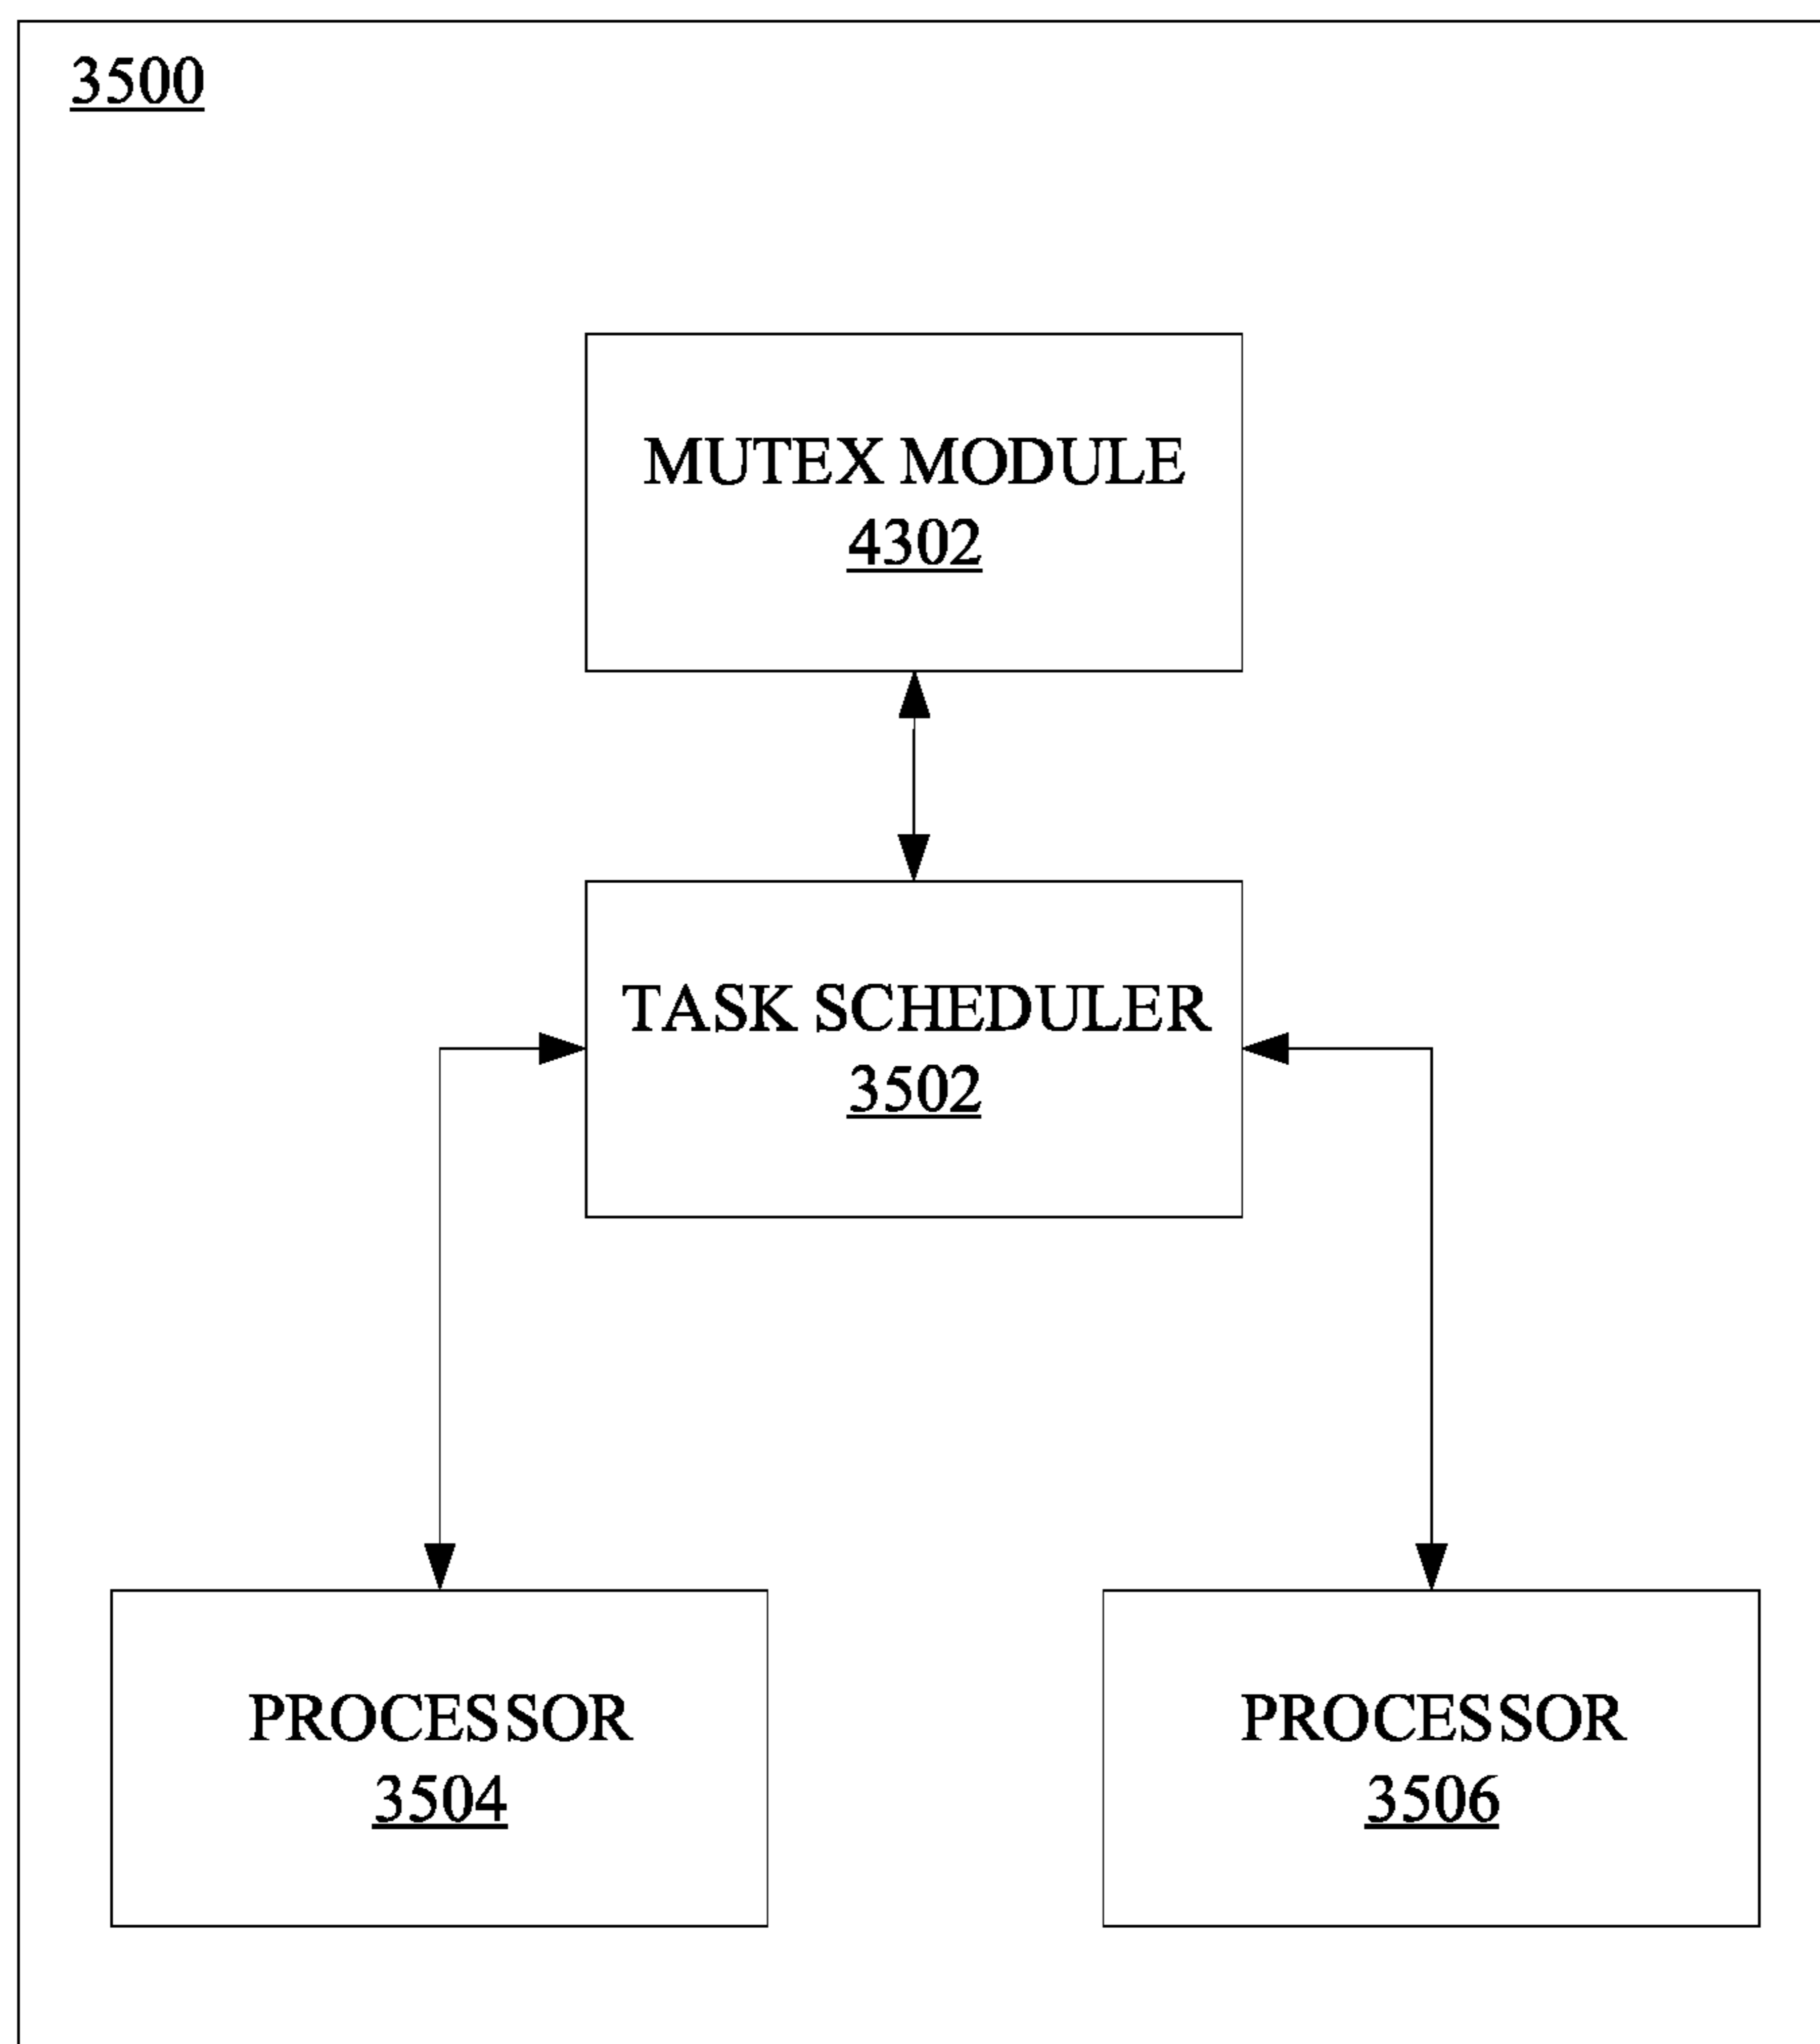 3500
MUTEX MODULE
4302
TASK SCHEDULER
3502
PROCESSOR
3504
PROCESSOR
3506